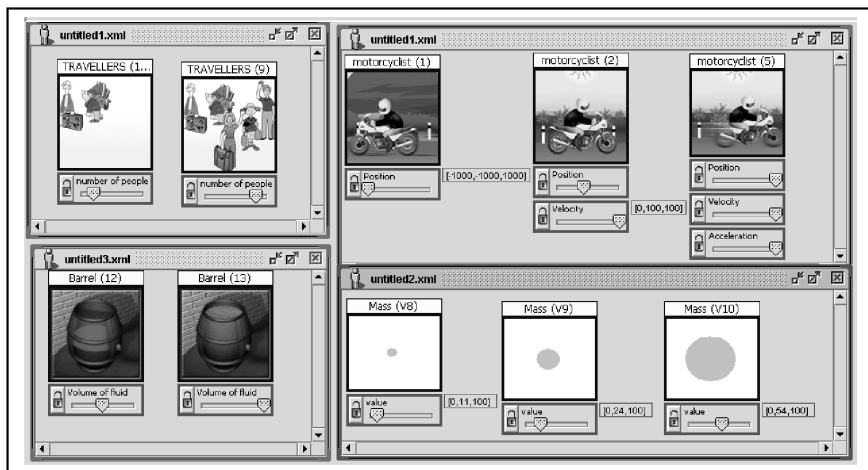 untitled1.xml
TRAVELLERS (1...
TRAVELLERS (9)
number of people
number of people
untitled1.xml
motorcyclist (1)
motorcyclist (2)
motorcyclist (5)
Position
[-1000,-1000,1000]
Position
Position
Velocity
[0,100,100]
Velocity
Acceleration
untitled3.xml
Barrel (12)
Barrel (13)
Volume of fluid
Volume of fluid
untitled2.xml
Mass (V8)
Mass (V9)
Mass (V10)
value
[0,11,100]
value
[0,24,100]
value
[0,54,100]